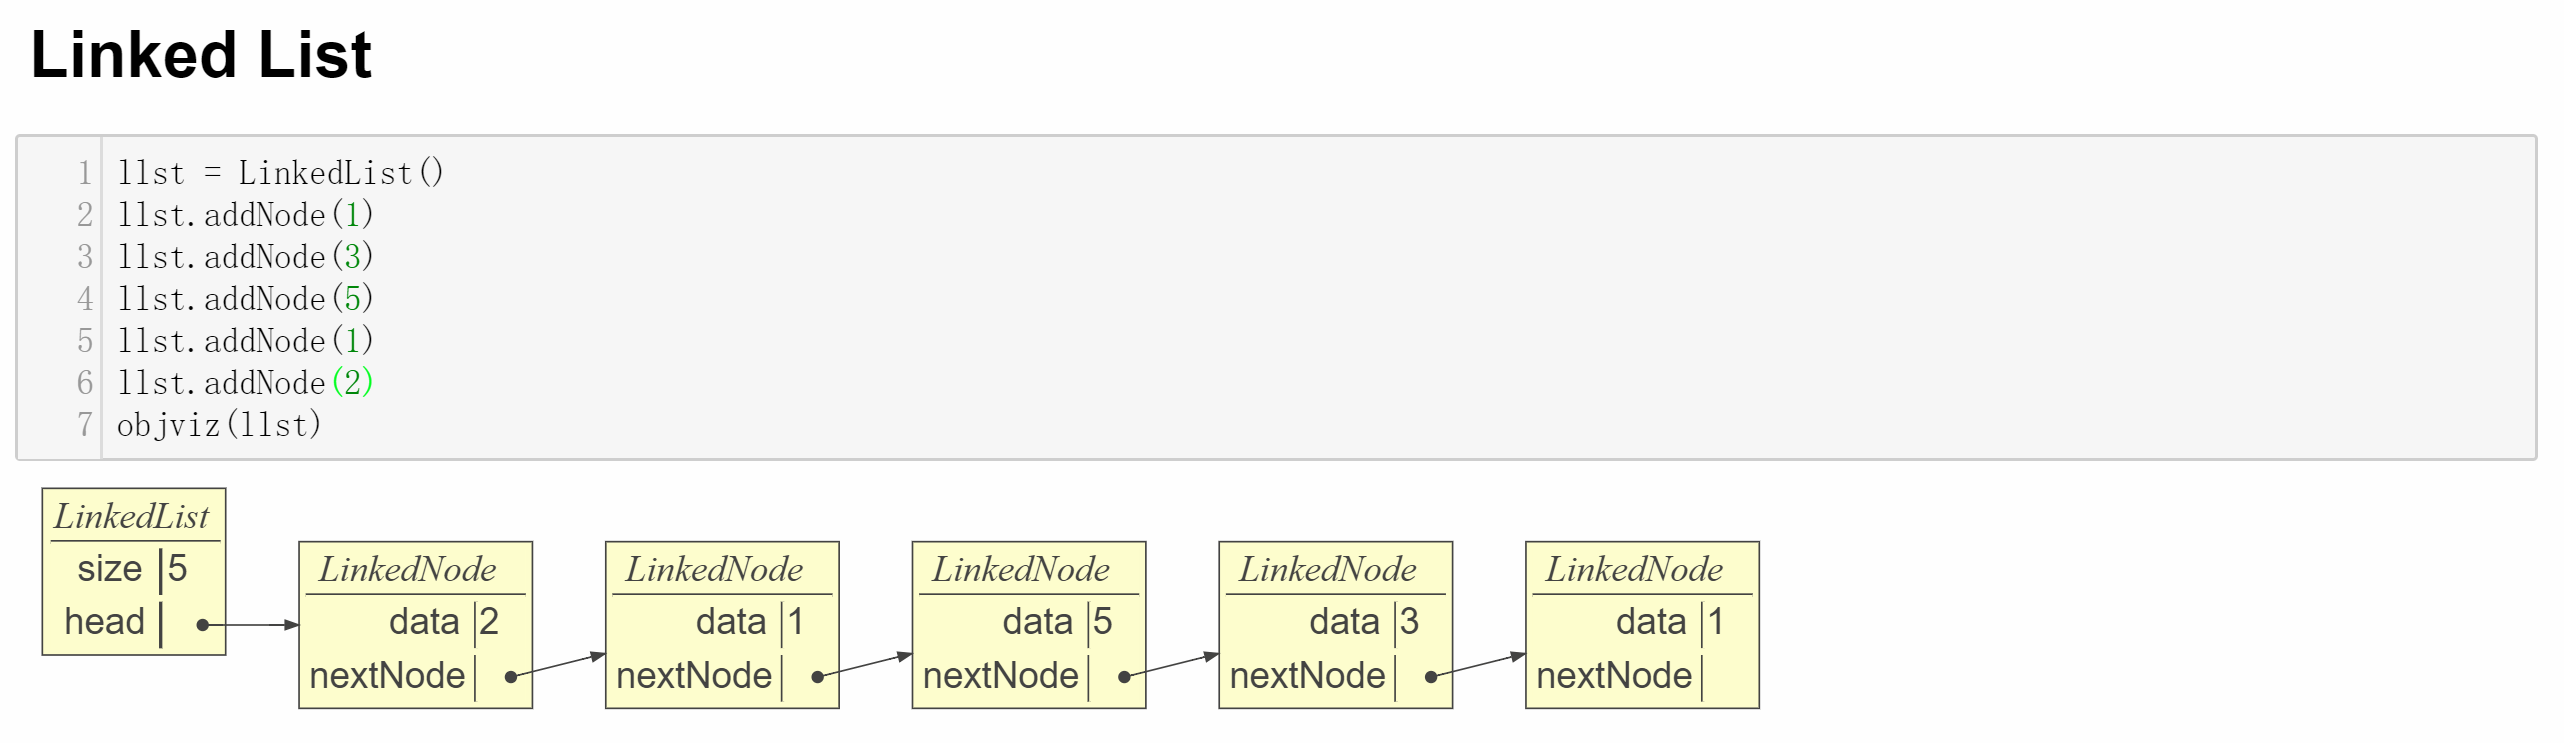 Linked List
1 llst = LinkedList()
2 llst.addNode(1)
3 llst.addNode(3)
4 llst.addNode(5)
5 llst.addNode(1)
6 llst.addNode(2)
7 objviz(llst)
LinkedList
size 5
head
LinkedNode
data 2
nextNode
LinkedNode
data 1
nextNode
LinkedNode
data 5
nextNode
LinkedNode
data 3
nextNode
LinkedNode
data 1
nextNode